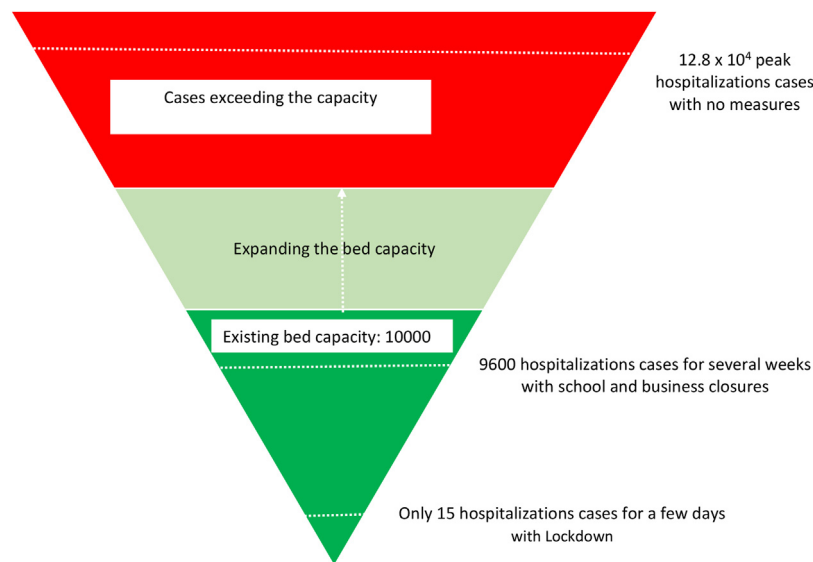 12.8 x 10⁴ peak
hospitalizations cases
with no measures
Cases exceeding the capacity
Expanding the bed capacity
Existing bed capacity: 10000
9600 hospitalizations cases for several weeks
with school and business closures
Only 15 hospitalizations cases for a few days
with Lockdown